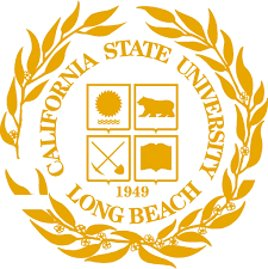 CALIFORNIA STATE UNIVERSITY
1949
LONG BEACH